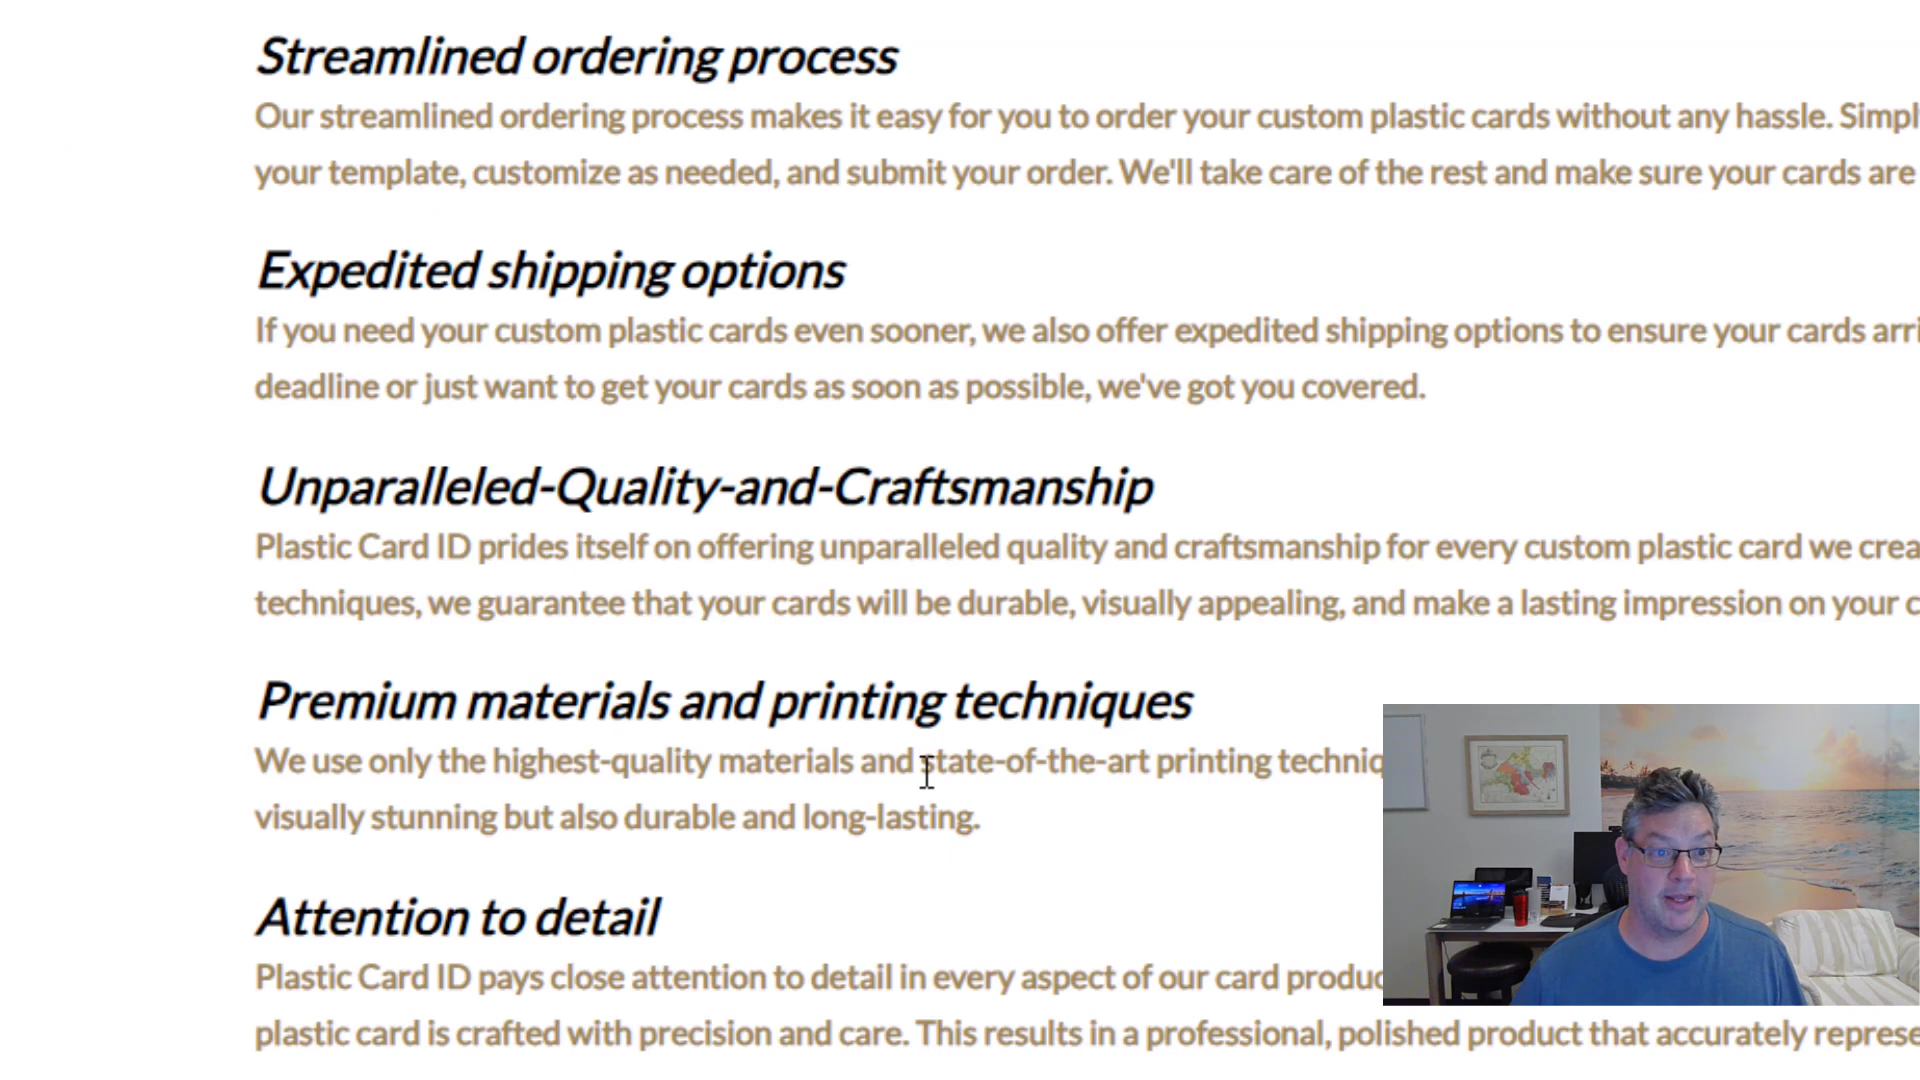 Streamlined ordering process
Our streamlined ordering process makes it easy for you to order your custom plastic cards without any hassle.
your template, customize as needed, and submit your order. We'll take care of the rest and make sure your cards are
Expedited shipping options
If you need your custom plastic cards even sooner, we also offer expedited shipping options to ensure your cards
deadline or just want to get your cards as soon as possible, we've got you covered.
Unparalleled-Quality-and-Craftsmanship
Plastic Card ID prides itself on offering unparalleled quality and craftsmanship for every custom plastic card we
techniques, we guarantee that your cards will be durable, visually appealing, and make a lasting impression on your
Premium materials and printing techniques
We use only the highest-quality materials and state-of-the-art printing
visually stunning but also durable and long-lasting.
Attention to detail
Plastic Card ID pays close attention to detail in every aspect of our card
plastic card is crafted with precision and care. This results in a professional, polished product that accurately